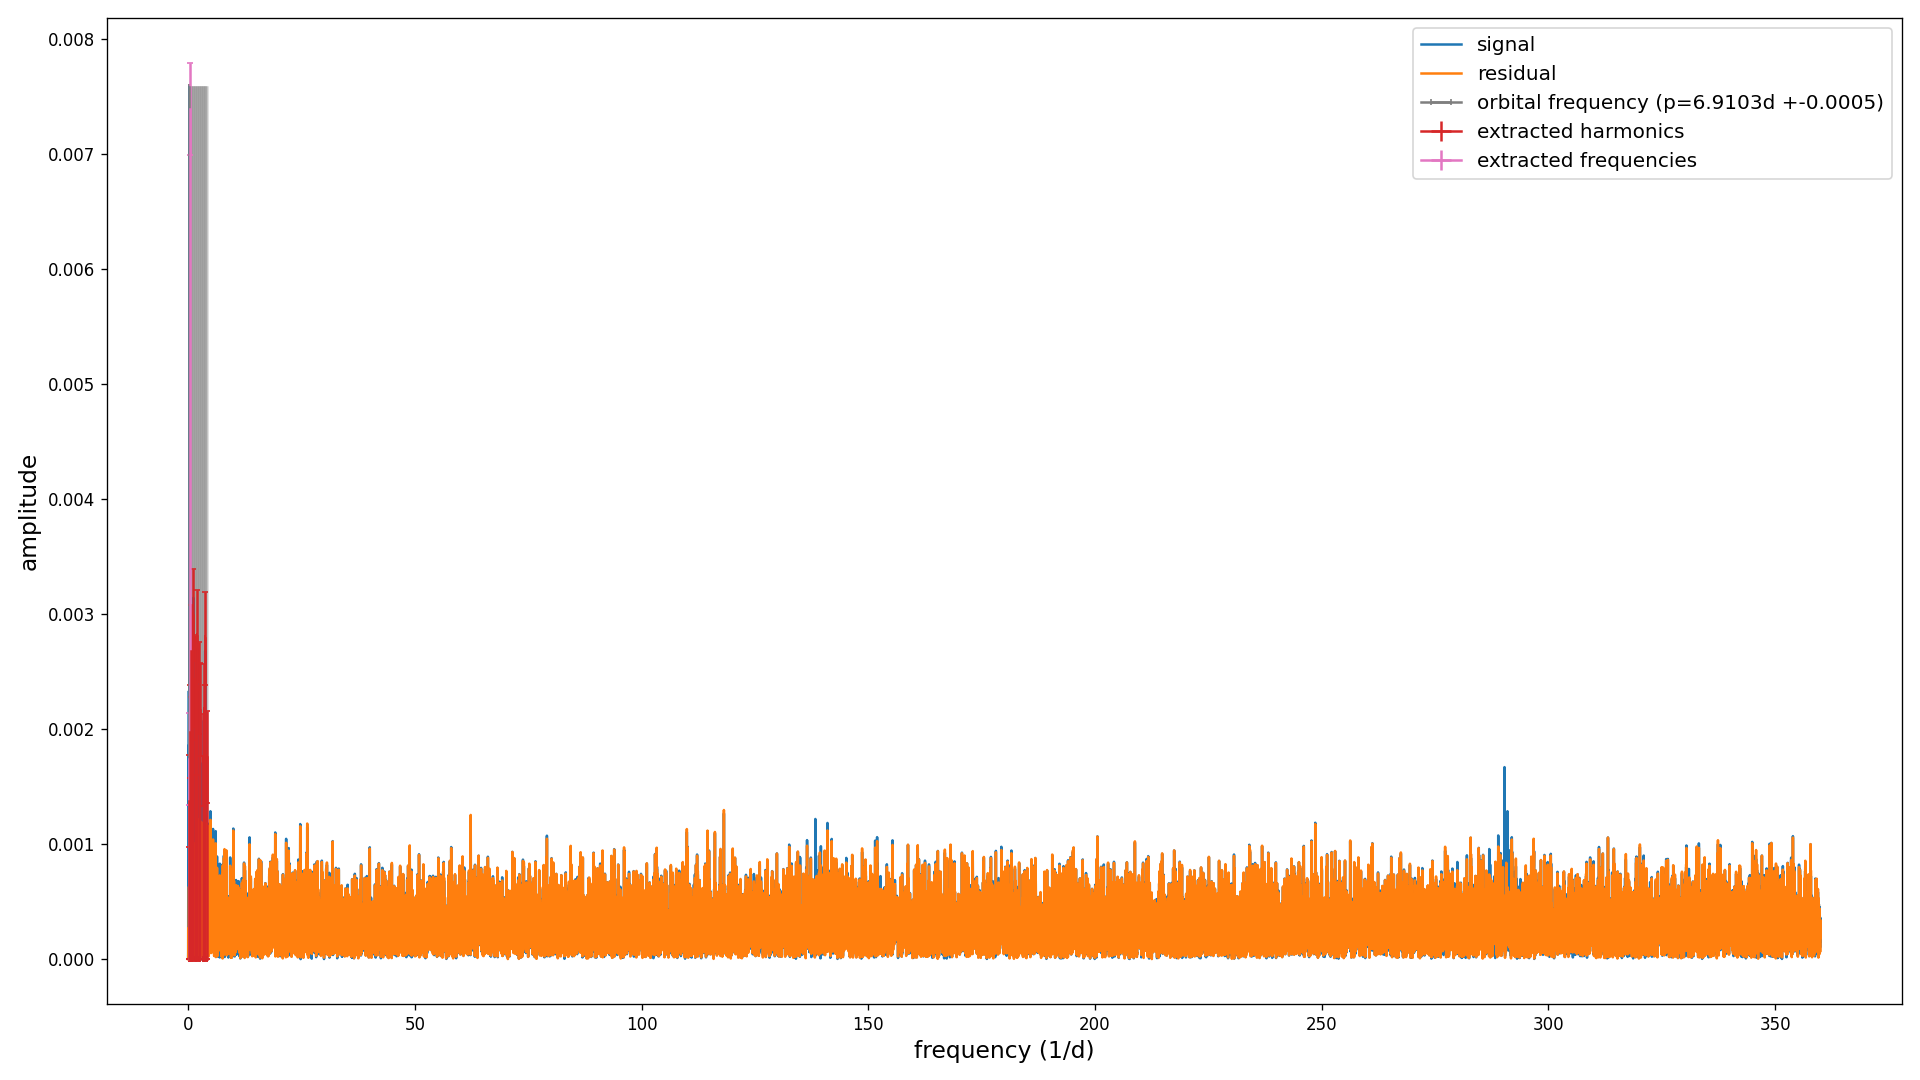 0.008
0.007
0.006
0.005
0.004
0.003
0.002
0.001
0.000
amplitude
0
50
100
150
200
250
300
350
frequency (1/d)
signal
residual
orbital frequency (p=6.9103d +-0.0005)
extracted harmonics
extracted frequencies